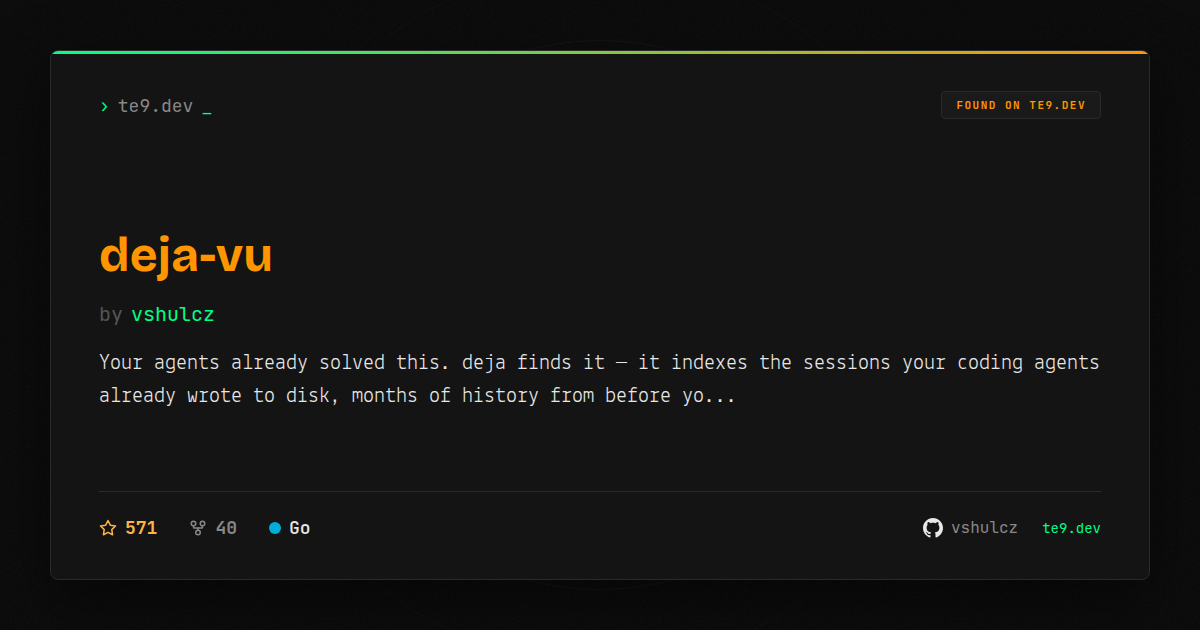 › te9.dev _
FOUND ON TE9.DEV
deja-vu
by vshulcz
Your agents already solved this. deja finds it — it indexes the sessions your coding agents
already wrote to disk, months of history from before yo...
571
40
Go
vshulcz
te9.dev